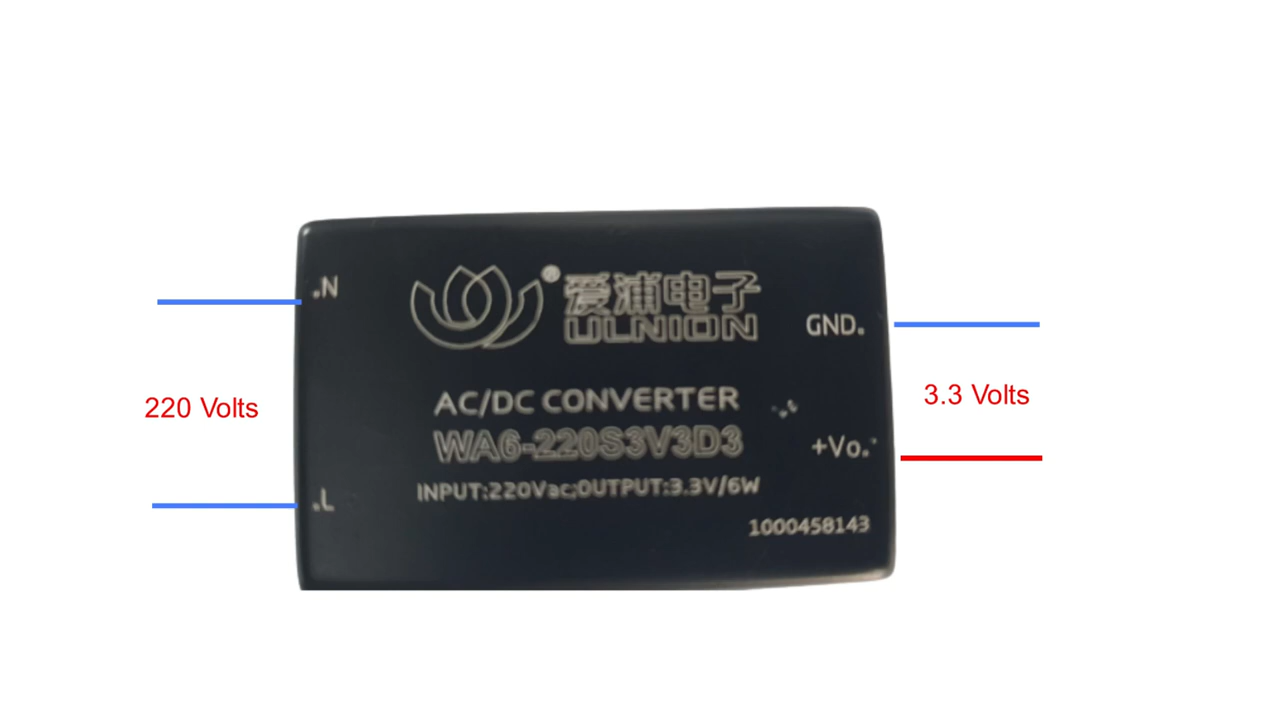 .N
®
爱浦电子
ULNION
GND.
220 Volts
3.3 Volts
AC/DC CONVERTER
WA6-220S3V3D3
+Vo.
INPUT:220Vac;OUTPUT:3.3V/6W
.L
1000458143